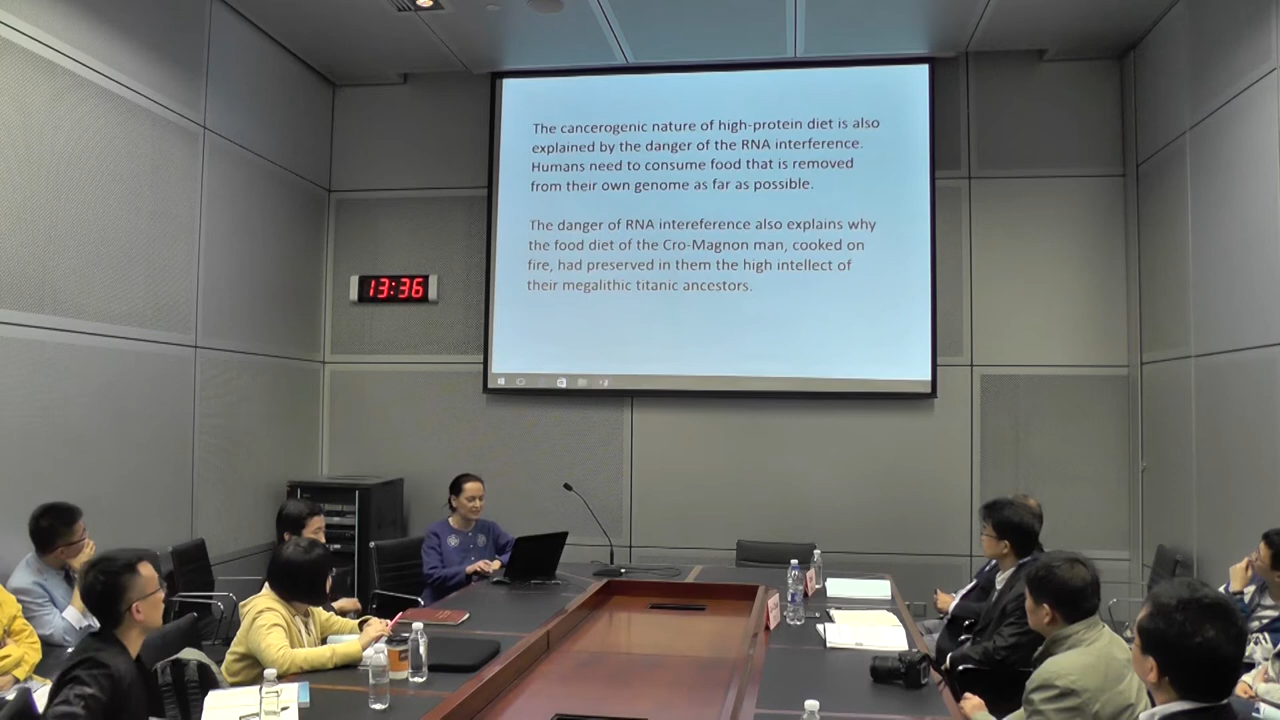 The cancerogenic nature of high-protein diet is also
explained by the danger of the RNA interference.
Humans need to consume food that is removed
from their own genome as far as possible.
The danger of RNA intereference also explains why
the food diet of the Cro-Magnon man, cooked on
fire, had preserved in them the high intellect of
their megalithic titanic ancestors.
13:36